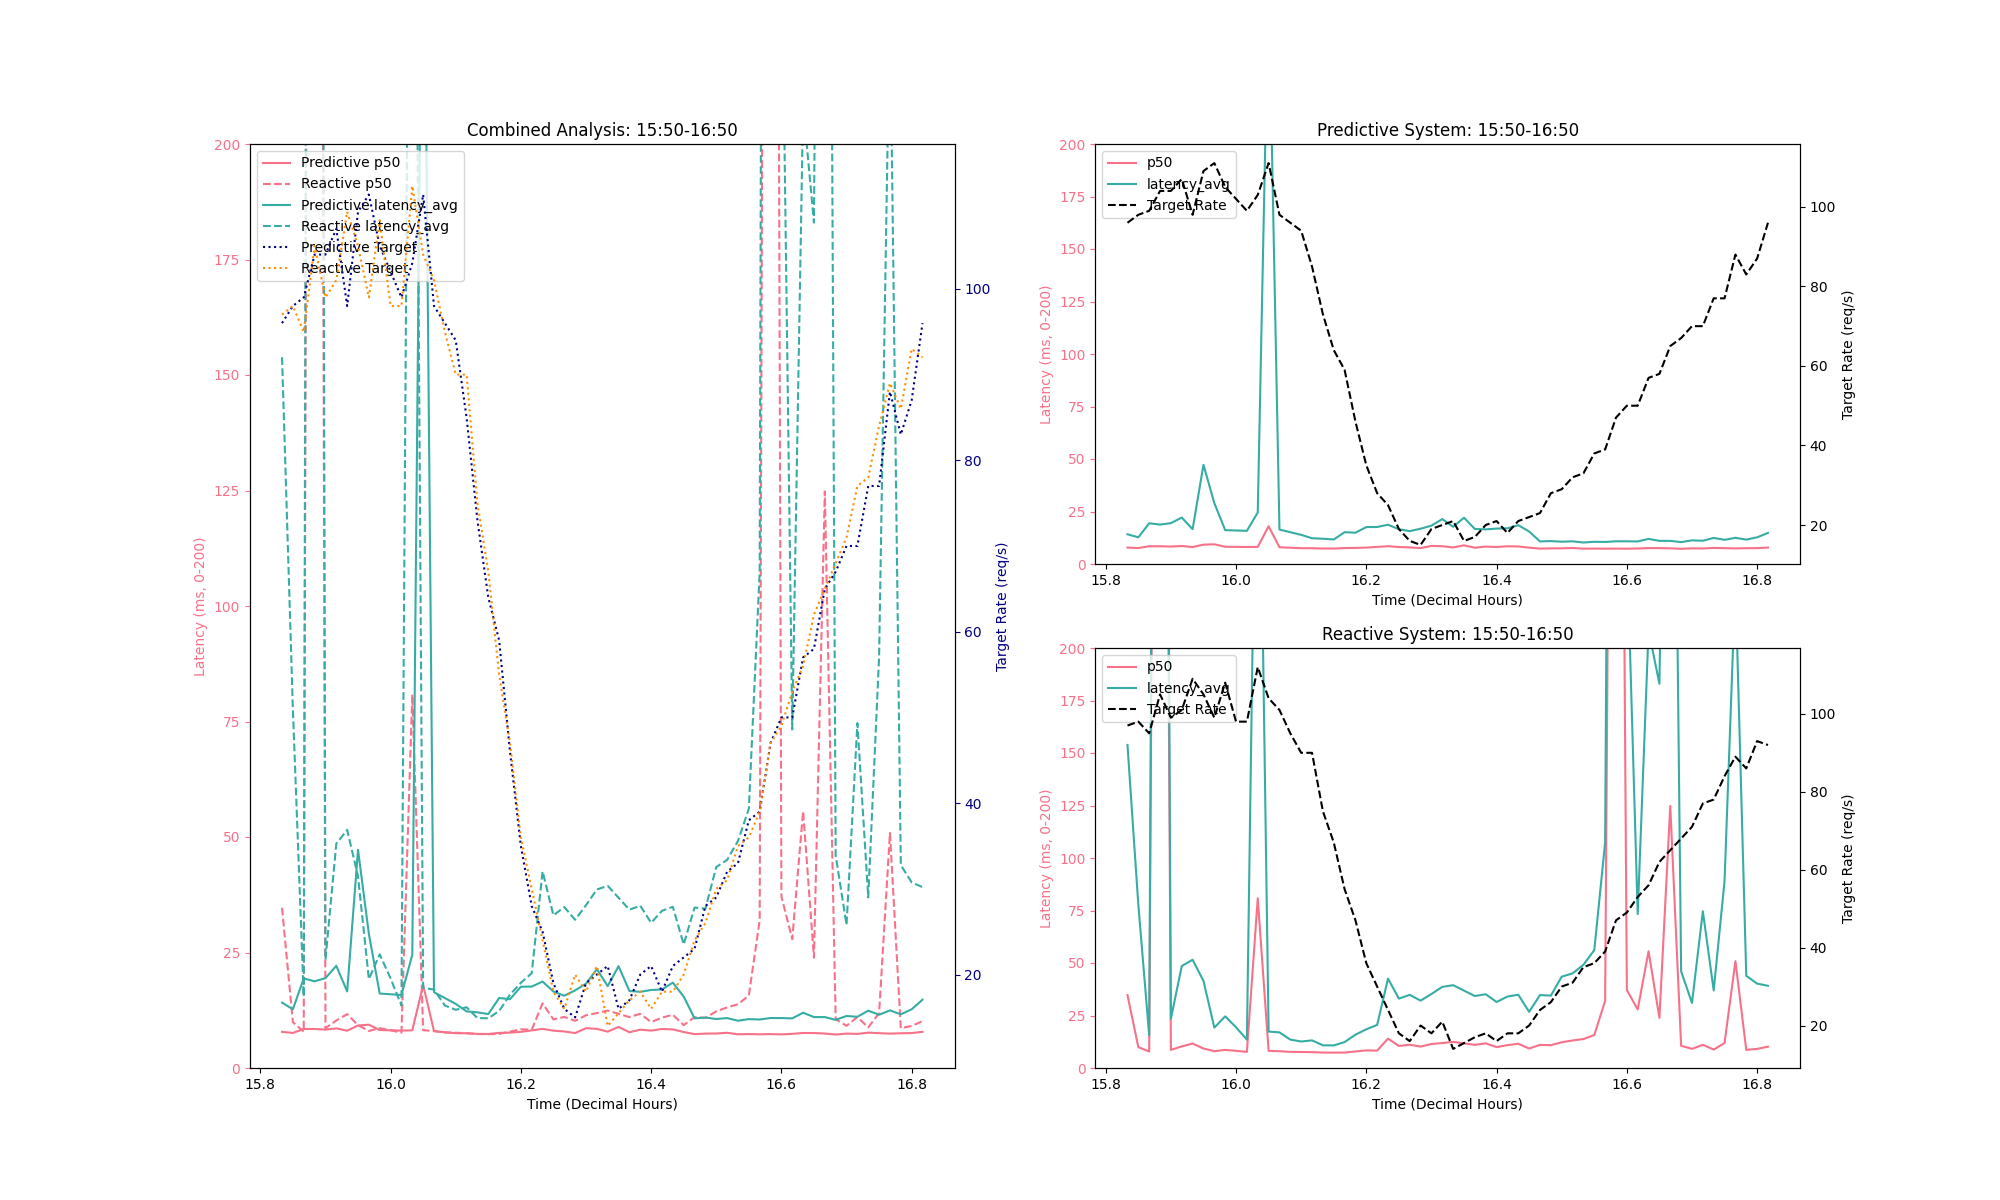 Combined Analysis: 15:50-16:50
200
175
150
125
100
75
50
25
0
Latency (ms, 0-200)
Predictive p50
Reactive p50
Predictive latency_avg
Reactive latency_avg
Predictive Target
Reactive Target
100
80
60
40
20
Target Rate (req/s)
15.8 16.0 16.2 16.4 16.6 16.8
Time (Decimal Hours)
Predictive System: 15:50-16:50
200
175
150
125
100
75
50
25
0
Latency (ms, 0-200)
p50
latency_avg
Target Rate
100
80
60
40
20
Target Rate (req/s)
15.8 16.0 16.2 16.4 16.6 16.8
Time (Decimal Hours)
Reactive System: 15:50-16:50
200
175
150
125
100
75
50
25
0
Latency (ms, 0-200)
p50
latency_avg
Target Rate
100
80
60
40
20
Target Rate (req/s)
15.8 16.0 16.2 16.4 16.6 16.8
Time (Decimal Hours)